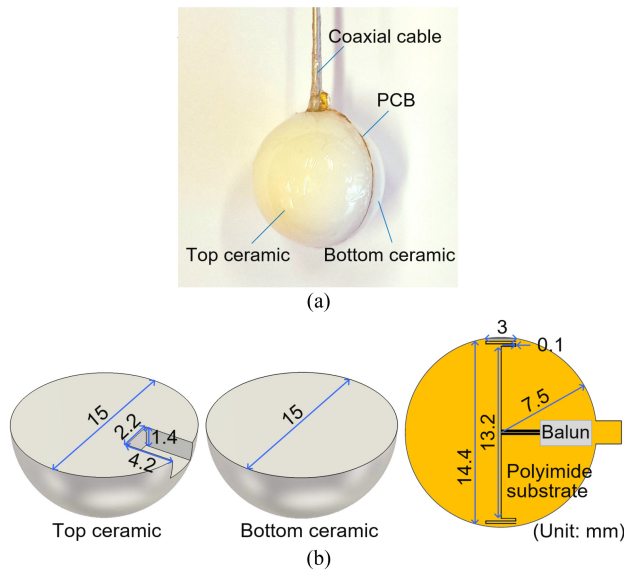 Coaxial cable
PCB
Top ceramic
Bottom ceramic
(a)
15
2.2
1.4
4.2
Top ceramic
15
Bottom ceramic
3
0.1
7.5
14.4
13.2
Balun
Polyimide
substrate
(Unit: mm)
(b)